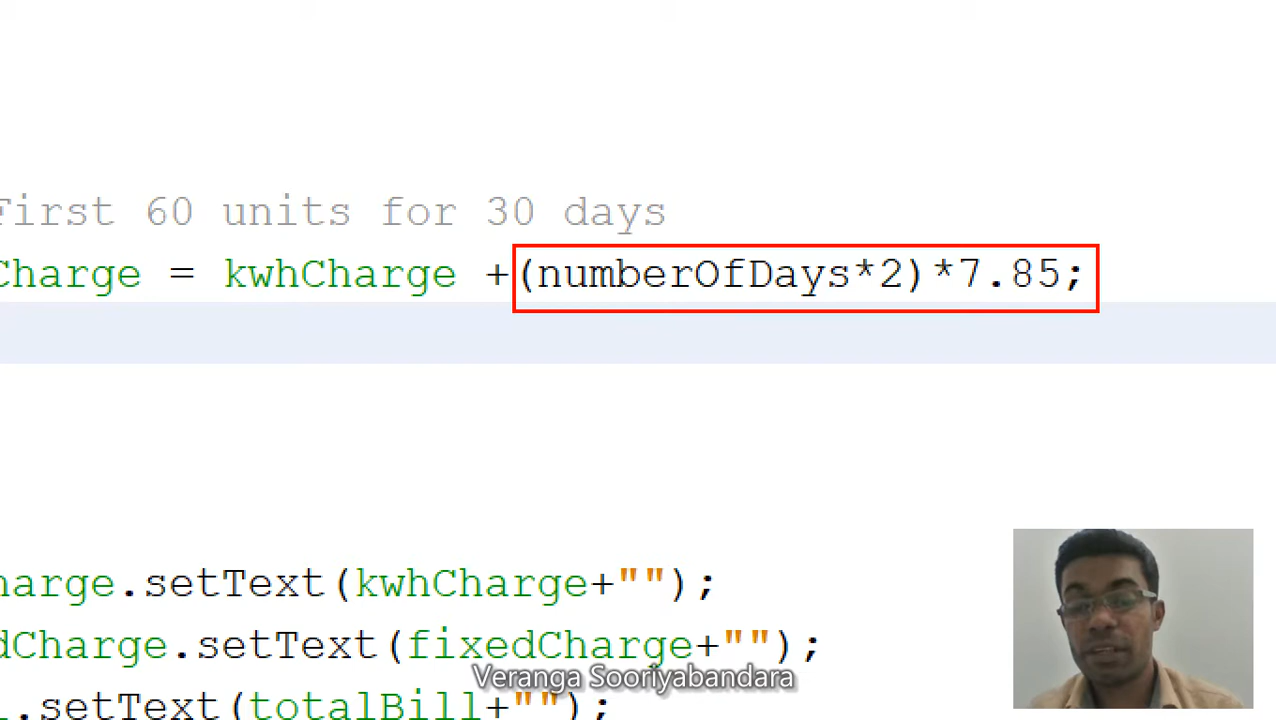 First 60 units for 30 days
Charge = kwhCharge +(numberOfDays*2)*7.85;
harge.setText(kwhCharge+"");
dCharge.setText(fixedCharge+"");
l.setText(totalBill+"");
Veranga Sooriyabandara